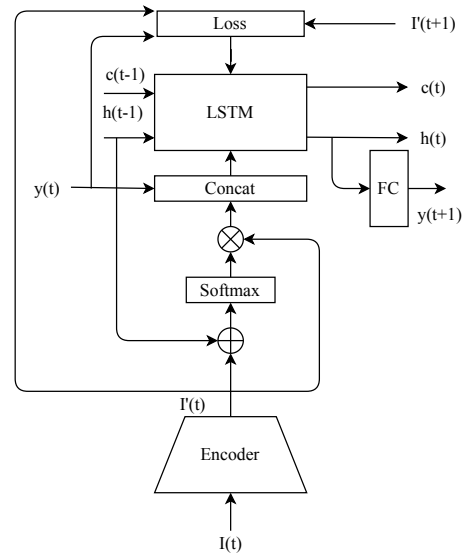 Loss
I'(t+1)
c(t-1)
c(t)
LSTM
h(t-1)
h(t)
y(t)
Concat
FC
y(t+1)
Softmax
I'(t)
Encoder
I(t)